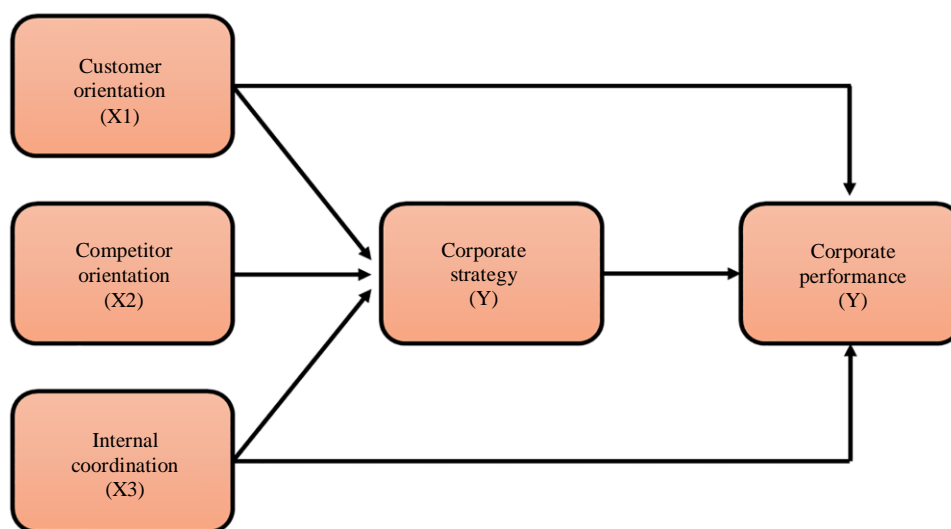 Customer
orientation
(X1)
Competitor
orientation
(X2)
Internal
coordination
(X3)
Corporate
strategy
(Y)
Corporate
performance
(Y)